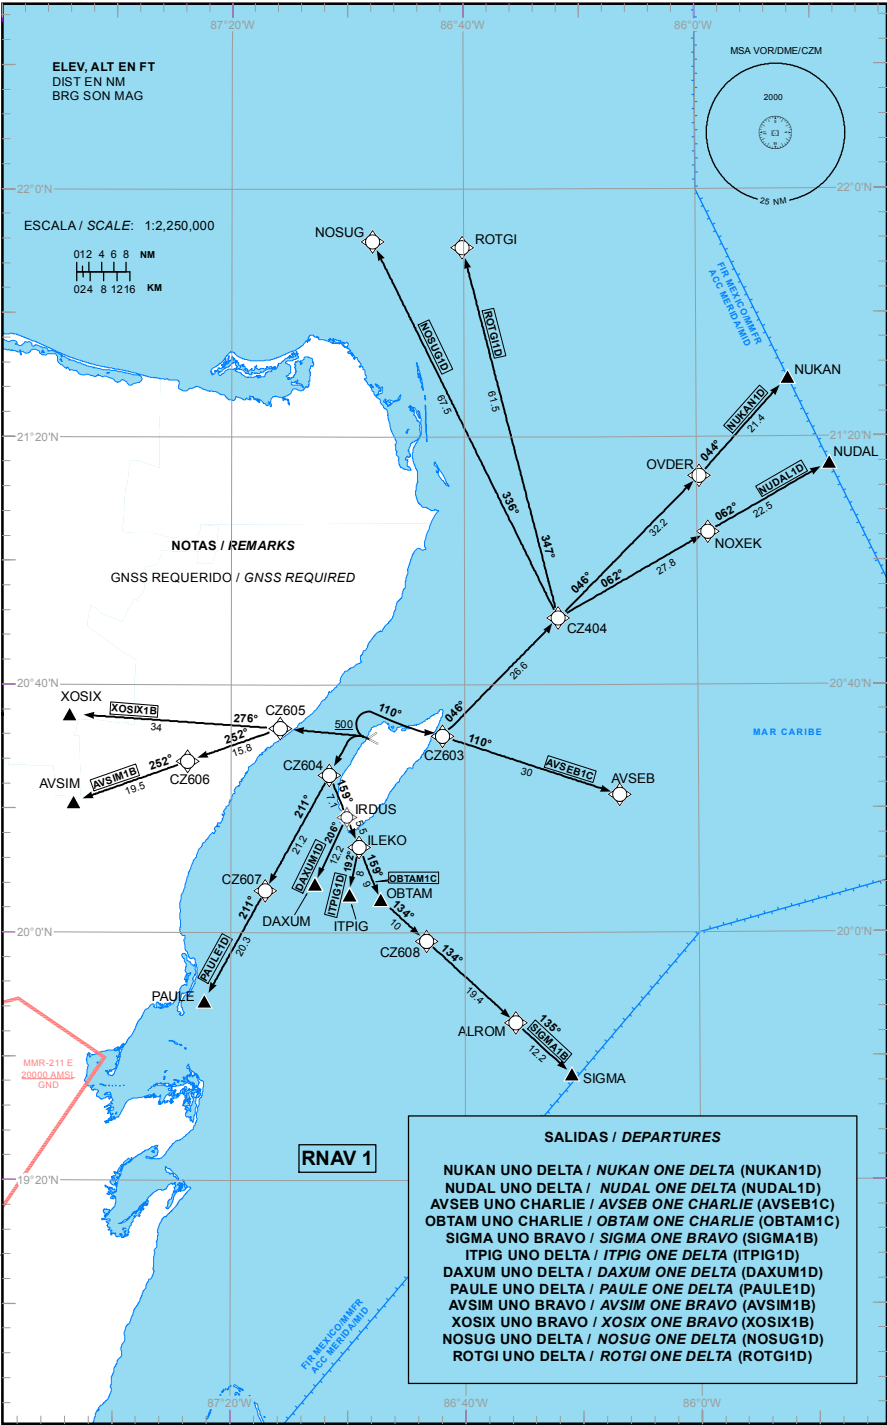 87°20'W
86°40'W
86°0'W
ELEV, ALT EN FT
DIST EN NM
BRG SON MAG
MSA VOR/DME/CZM
2000
25 NM
22°0'N
22°0'N
ESCALA / SCALE: 1:2,250,000
012 4 6 8 NM
024 8 1216 KM
NOSUG
ROTGI
FIR MEXICO/MMFR
ACC MERIDA/MID
NOSUG1D
67.5
336°
ROTGI1D
61.5
347°
NUKAN
NUKAN1D
044°
21.4
21°20'N
21°20'N
OVDER
NUDAL
NUDAL1D
062°
22.5
NOXEK
32.2
046°
062°
27.8
CZ404
NOTAS / REMARKS
GNSS REQUERIDO / GNSS REQUIRED
26.6
046°
20°40'N
20°40'N
XOSIX
XOSIX1B
34
276°
CZ605
500
110°
CZ603
110°
AVSEB1C
30
AVSEB
MAR CARIBE
252°
15.8
CZ606
252°
AVSIM1B
19.5
AVSIM
CZ604
159°
7.1
IRDUS
5.5
ILEKO
211°
21.2
206°
12.2
DAXUM1D
DAXUM
192°
8
ITPIG1D
ITPIG
159°
9
OBTAM1C
OBTAM
CZ607
211°
20.3
PAULE1D
PAULE
134°
10
CZ608
20°0'N
20°0'N
134°
19.4
ALROM
135°
SIGMA1B
12.2
SIGMA
MMR-211 E
20000 AMSL
GND
RNAV 1
19°20'N
FIR MEXICO/MMFR
ACC MERIDA/MID
SALIDAS / DEPARTURES
NUKAN UNO DELTA / NUKAN ONE DELTA (NUKAN1D)
NUDAL UNO DELTA / NUDAL ONE DELTA (NUDAL1D)
AVSEB UNO CHARLIE / AVSEB ONE CHARLIE (AVSEB1C)
OBTAM UNO CHARLIE / OBTAM ONE CHARLIE (OBTAM1C)
SIGMA UNO BRAVO / SIGMA ONE BRAVO (SIGMA1B)
ITPIG UNO DELTA / ITPIG ONE DELTA (ITPIG1D)
DAXUM UNO DELTA / DAXUM ONE DELTA (DAXUM1D)
PAULE UNO DELTA / PAULE ONE DELTA (PAULE1D)
AVSIM UNO BRAVO / AVSIM ONE BRAVO (AVSIM1B)
XOSIX UNO BRAVO / XOSIX ONE BRAVO (XOSIX1B)
NOSUG UNO DELTA / NOSUG ONE DELTA (NOSUG1D)
ROTGI UNO DELTA / ROTGI ONE DELTA (ROTGI1D)
87°20'W
86°40'W
86°0'W